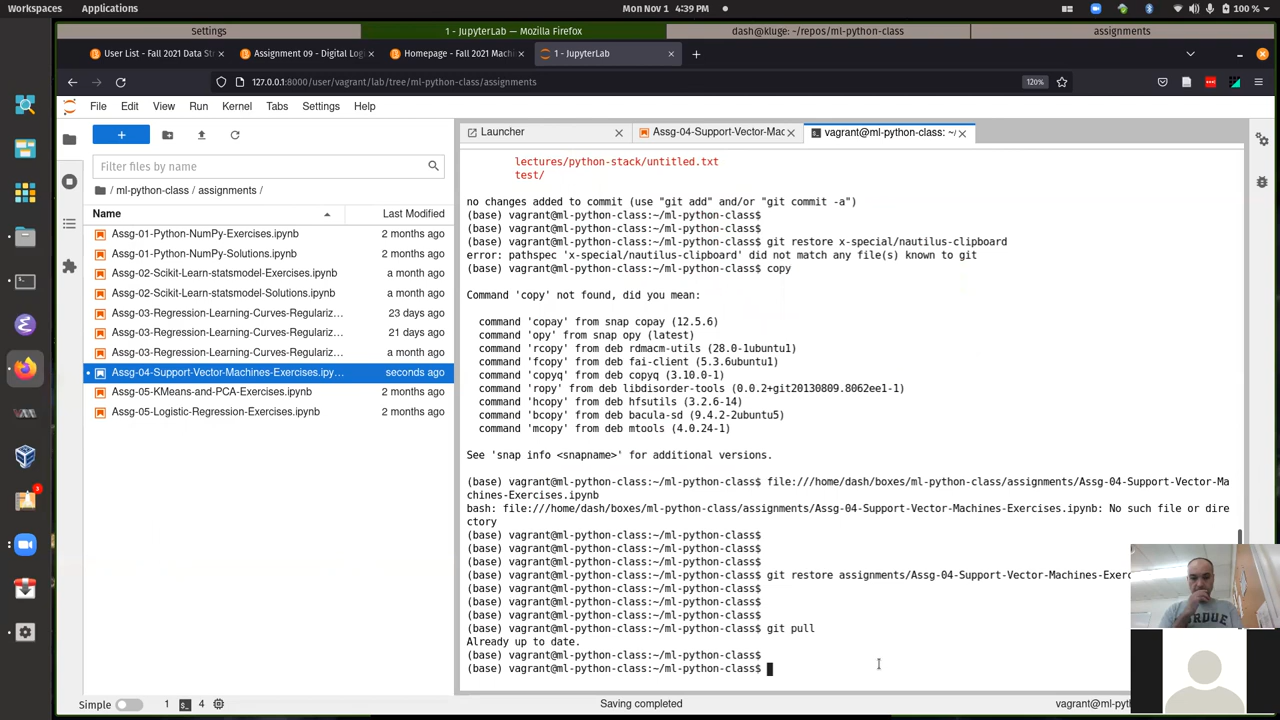 Workspaces Applications Mon Nov 1 4:39 PM 100 %
Settings 1 - JupyterLab — Mozilla Firefox dash@kluge: ~/repos/ml-python-class assignments
User List - Fall 2021 Data St Assignment 09 - Digital Logi Homepage - Fall 2021 Machi 1 - JupyterLab
127.0.0.1:8000/user/vagrant/lab/tree/ml-python-class/assignments 120%
File Edit View Run Kernel Tabs Settings Help
Launcher Assg-04-Support-Vector-Mac vagrant@ml-python-class: ~/
Filter files by name
/ ml-python-class / assignments /
Name Last Modified
Assg-01-Python-NumPy-Exercises.ipynb 2 months ago
Assg-01-Python-NumPy-Solutions.ipynb 2 months ago
Assg-02-Scikit-Learn-statsmodel-Exercises.ipynb a month ago
Assg-02-Scikit-Learn-statsmodel-Solutions.ipynb a month ago
Assg-03-Regression-Learning-Curves-Regulariz... 23 days ago
Assg-03-Regression-Learning-Curves-Regulariz... 21 days ago
Assg-03-Regression-Learning-Curves-Regulariz... a month ago
Assg-04-Support-Vector-Machines-Exercises.ipy... seconds ago
Assg-05-KMeans-and-PCA-Exercises.ipynb 2 months ago
Assg-05-Logistic-Regression-Exercises.ipynb 2 months ago
lectures/python-stack/untitled.txt
test/
no changes added to commit (use "git add" and/or "git commit -a")
(base) vagrant@ml-python-class:~/ml-python-class$
(base) vagrant@ml-python-class:~/ml-python-class$
(base) vagrant@ml-python-class:~/ml-python-class$ git restore x-special/nautilus-clipboard
error: pathspec 'x-special/nautilus-clipboard' did not match any file(s) known to git
(base) vagrant@ml-python-class:~/ml-python-class$ copy
Command 'copy' not found, did you mean:
command 'copay' from snap copay (12.5.6)
command 'opy' from snap opy (latest)
command 'rcopy' from deb rdmacm-utils (28.0-1ubuntu1)
command 'fcopy' from deb fai-client (5.3.6ubuntu1)
command 'copyq' from deb copyq (3.10.0-1)
command 'ropy' from deb libdisorder-tools (0.0.2+git20130809.8062ee1-1)
command 'hcopy' from deb hfsutils (3.2.6-14)
command 'bcopy' from deb bacula-sd (9.4.2-2ubuntu5)
command 'mcopy' from deb mtools (4.0.24-1)
See 'snap info <snapname>' for additional versions.
(base) vagrant@ml-python-class:~/ml-python-class$ file:///home/dash/boxes/ml-python-class/assignments/Assg-04-Support-Vector-Ma
chines-Exercises.ipynb
bash: file:///home/dash/boxes/ml-python-class/assignments/Assg-04-Support-Vector-Machines-Exercises.ipynb: No such file or dire
ctory
(base) vagrant@ml-python-class:~/ml-python-class$
(base) vagrant@ml-python-class:~/ml-python-class$
(base) vagrant@ml-python-class:~/ml-python-class$
(base) vagrant@ml-python-class:~/ml-python-class$ git restore assignments/Assg-04-Support-Vector-Machines-Exerc
(base) vagrant@ml-python-class:~/ml-python-class$
(base) vagrant@ml-python-class:~/ml-python-class$
(base) vagrant@ml-python-class:~/ml-python-class$
(base) vagrant@ml-python-class:~/ml-python-class$ git pull
Already up to date.
(base) vagrant@ml-python-class:~/ml-python-class$
(base) vagrant@ml-python-class:~/ml-python-class$
Simple 1 4 Saving completed vagrant@ml-pyth